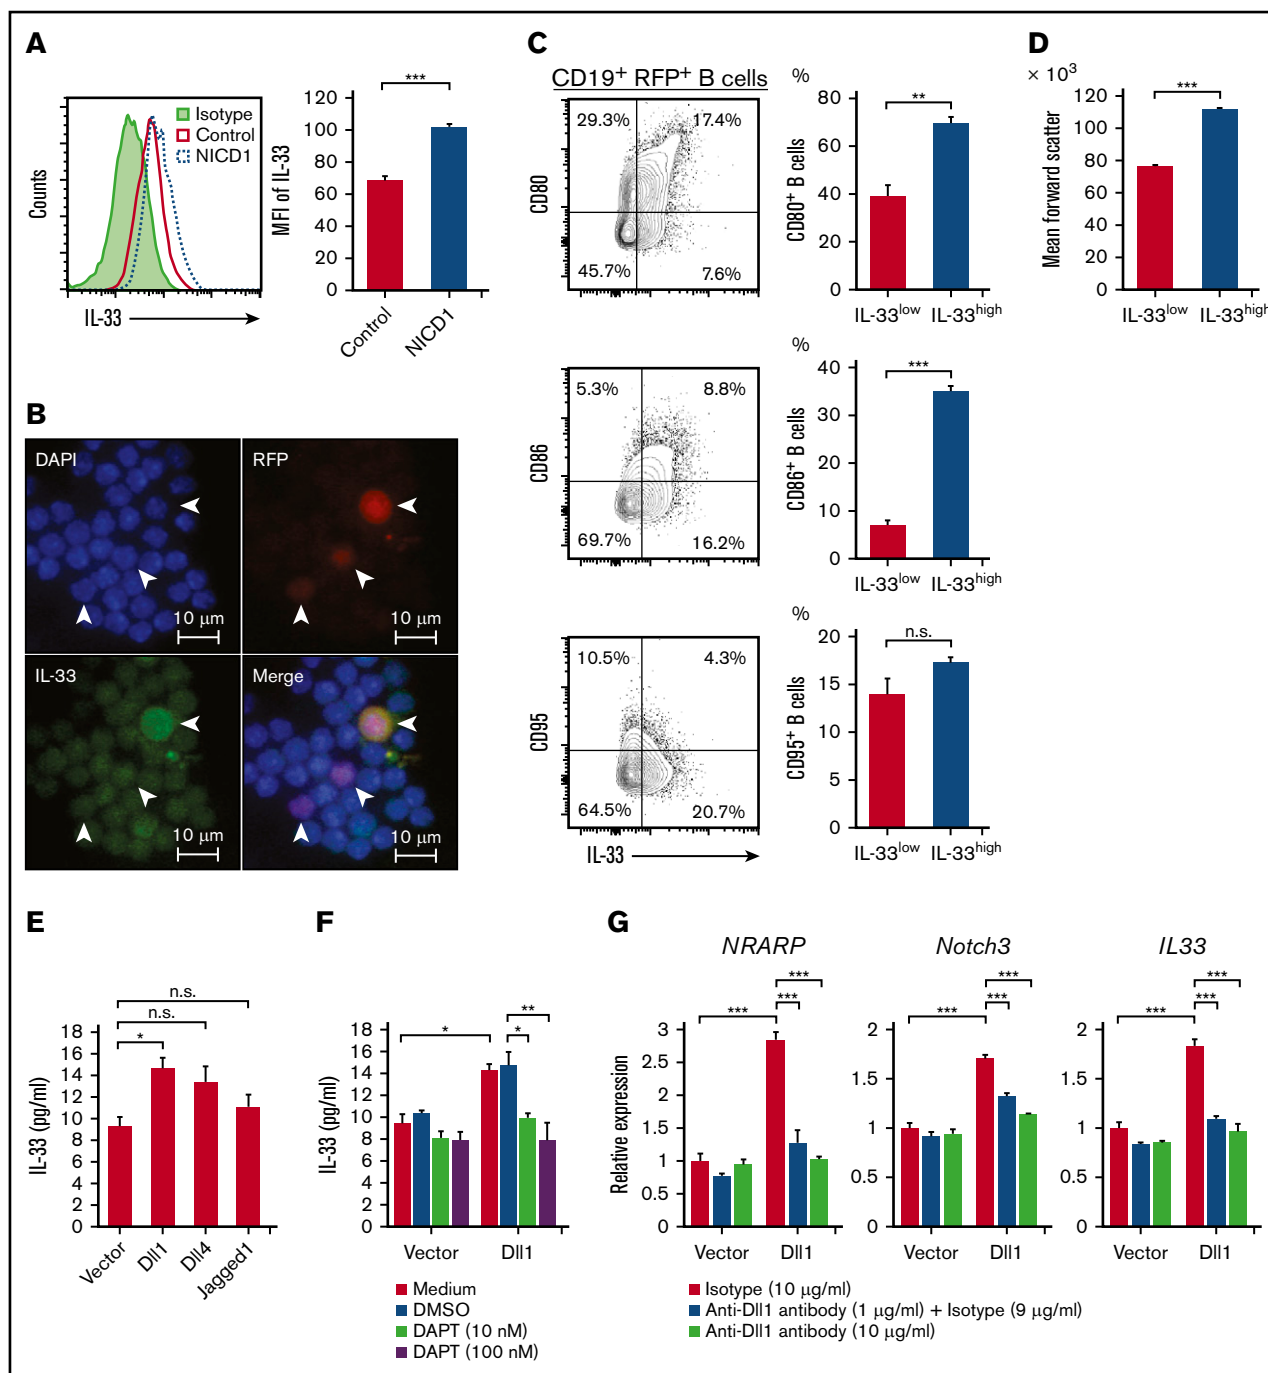 A
Isotype
Control
NICD1
Counts
IL-33
***
MFI of IL-33
120
100
80
60
40
20
0
Control
NICD1
B
DAPI
RFP
10 μm
10 μm
IL-33
Merge
10 μm
10 μm
C
CD19+ RFP+ B cells
29.3%
17.4%
CD80
45.7%
7.6%
%
**
80
60
40
20
0
CD80+ B cells
IL-33low
IL-33high
5.3%
8.8%
CD86
69.7%
16.2%
%
***
40
30
20
10
0
CD86+ B cells
IL-33low
IL-33high
10.5%
4.3%
CD95
64.5%
20.7%
IL-33
%
n.s.
20
15
10
5
0
CD95+ B cells
IL-33low
IL-33high
D
× 10³
***
120
100
80
60
40
20
0
Mean forward scatter
IL-33low
IL-33high
E
n.s.
n.s.
*
18
16
14
12
10
8
6
4
2
0
IL-33 (pg/ml)
Vector
Dll1
Dll4
Jagged1
F
**
*
*
18
16
14
12
10
8
6
4
2
0
IL-33 (pg/ml)
Vector
Dll1
Medium
DMSO
DAPT (10 nM)
DAPT (100 nM)
G
NRARP
***
***
***
3
2.5
2
1.5
1
0.5
0
Relative expression
Vector
Dll1
Notch3
***
***
***
2
1.5
1
0.5
0
Vector
Dll1
IL33
***
***
***
2
1.5
1
0.5
0
Vector
Dll1
Isotype (10 μg/ml)
Anti-Dll1 antibody (1 μg/ml) + Isotype (9 μg/ml)
Anti-Dll1 antibody (10 μg/ml)